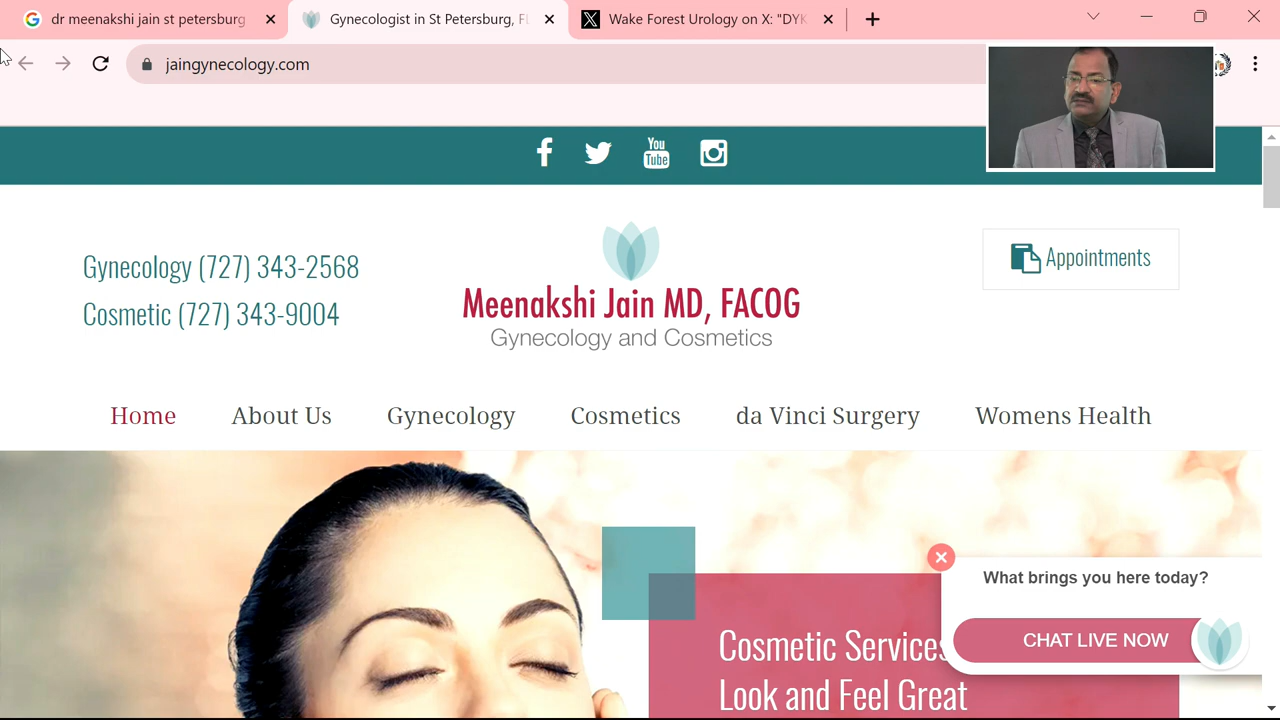 dr meenakshi jain st petersburg
Gynecologist in St Petersburg, FL
Wake Forest Urology on X: "DYK
jaingynecology.com
You
Tube
Gynecology (727) 343-2568
Cosmetic (727) 343-9004
Meenakshi Jain MD, FACOG
Gynecology and Cosmetics
Appointments
Home
About Us
Gynecology
Cosmetics
da Vinci Surgery
Womens Health
Cosmetic Services
Look and Feel Great
What brings you here today?
CHAT LIVE NOW